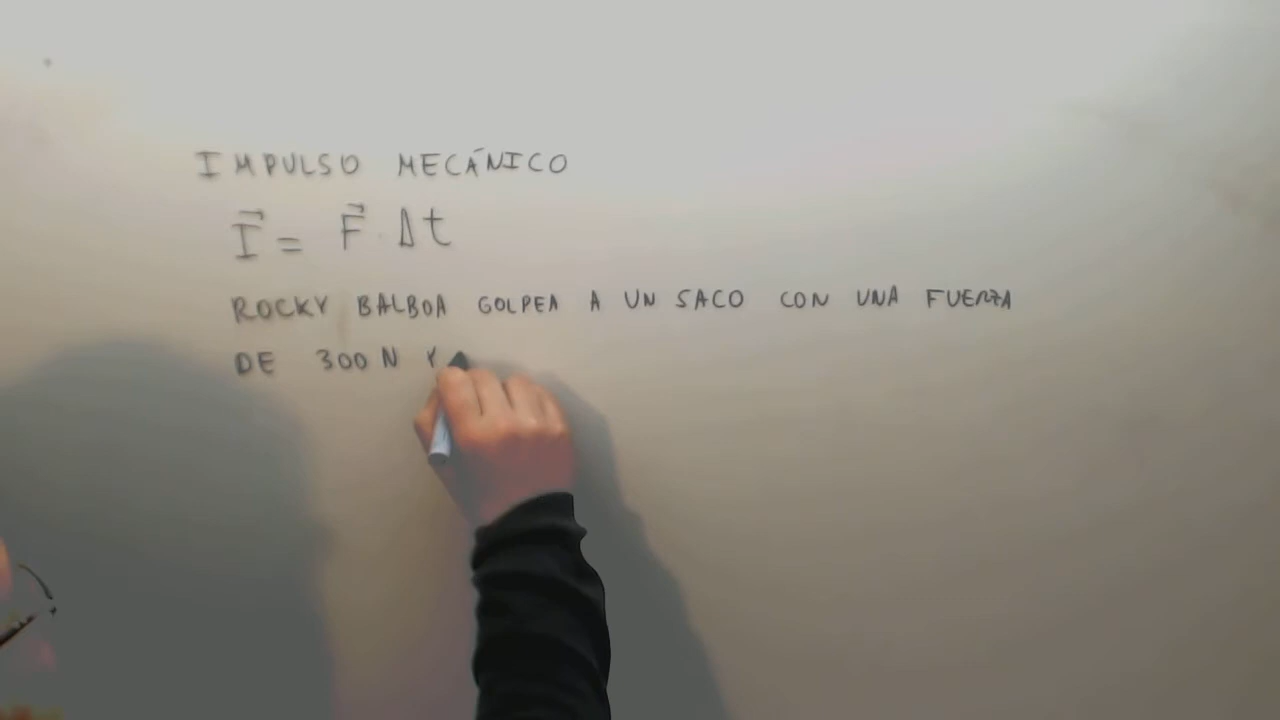 IMPULSO MECÁNICO
I⃗ = F⃗ · Δt
ROCKY BALBOA GOLPEA A UN SACO CON UNA FUERZA
DE 300 N Y